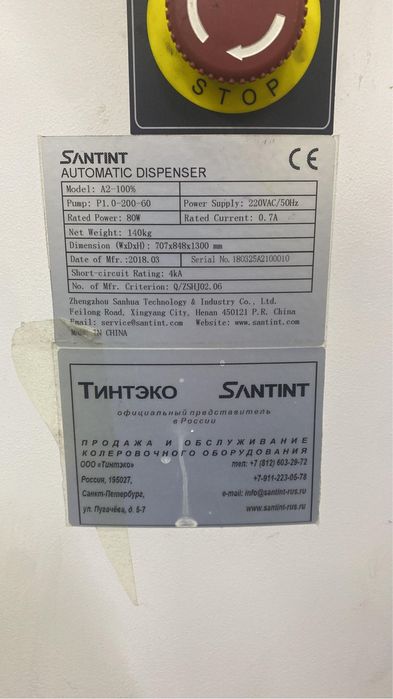 STOP
SANTINT
AUTOMATIC DISPENSER
CE
Model: A2-100%
Pump: P1.0-200-60 Power Supply: 220VAC/50Hz
Rated Power: 80W Rated Current: 0.7A
Net Weight: 140kg
Dimension (WxDxH): 707x848x1300 mm
Date of Mfr.:2018.03 Serial No.180325A2100010
Short-circuit Rating: 4kA
No. of Mfr. Criterion: Q/ZSHJ02.06
Zhengzhou Sanhua Technology & Industry Co., Ltd.
Feilong Road, Xingyang City, Henan 450121 P.R. China
Email: service@santint.com Website: www.santint.com
MADE IN CHINA
ТИНТЭКО SANTINT
официальный представитель
в России
ПРОДАЖА И ОБСЛУЖИВАНИЕ
КОЛЕРОВОЧНОГО ОБОРУДОВАНИЯ
ООО «Тинтэко» тел: +7 (812) 603-29-72
Россия, 195027, +7-911-223-05-78
Санкт-Петербург, e-mail: info@santint-rus.ru
ул. Пугачёва, д. 5-7 www.santint-rus.ru